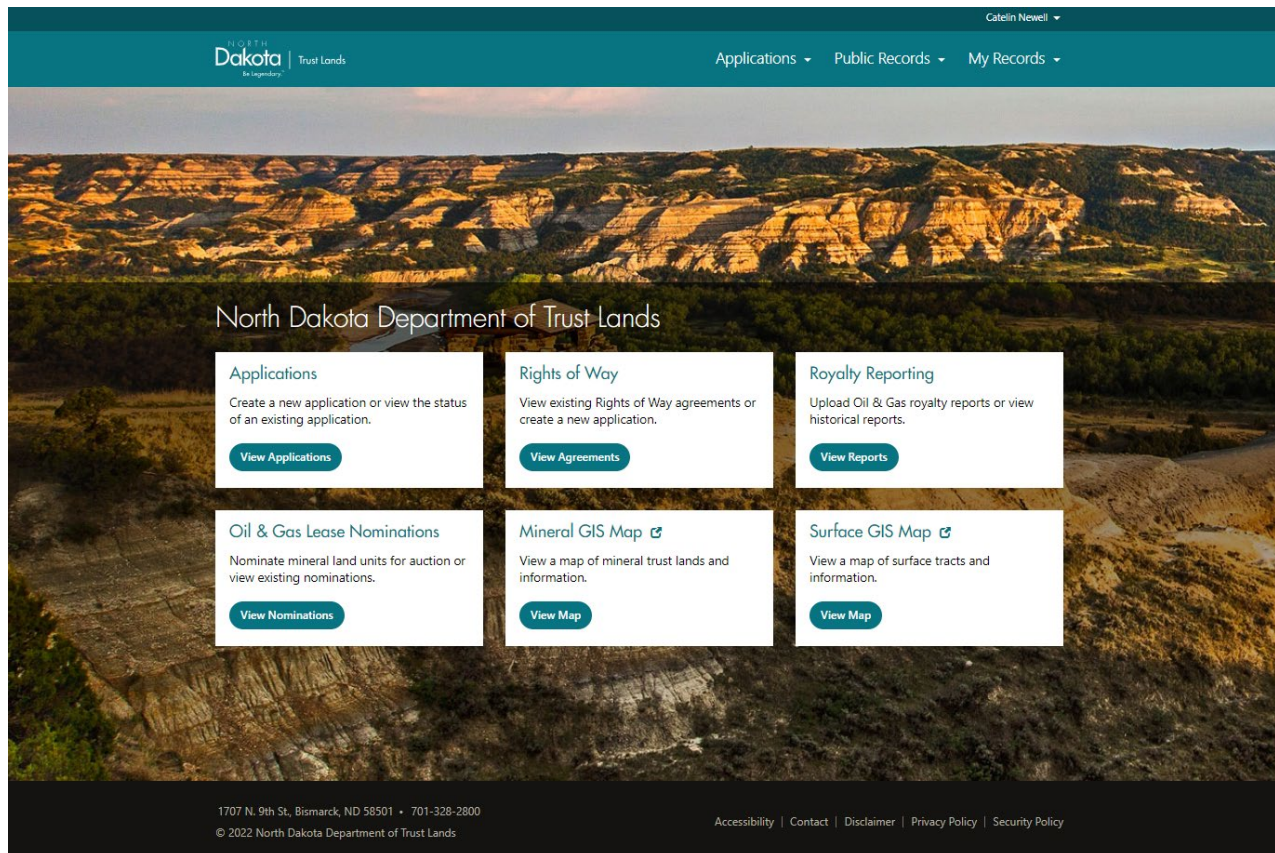 Catelin Newell
NORTH
Dakota | Trust Lands
Be Legendary.™
Applications
Public Records
My Records
North Dakota Department of Trust Lands
Applications
Create a new application or view the status
of an existing application.
View Applications
Rights of Way
View existing Rights of Way agreements or
create a new application.
View Agreements
Royalty Reporting
Upload Oil & Gas royalty reports or view
historical reports.
View Reports
Oil & Gas Lease Nominations
Nominate mineral land units for auction or
view existing nominations.
View Nominations
Mineral GIS Map
View a map of mineral trust lands and
information.
View Map
Surface GIS Map
View a map of surface tracts and
information.
View Map
1707 N. 9th St., Bismarck, ND 58501 • 701-328-2800
© 2022 North Dakota Department of Trust Lands
Accessibility | Contact | Disclaimer | Privacy Policy | Security Policy